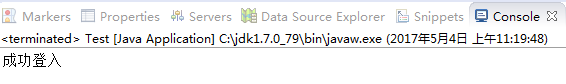 Markers Properties Servers Data Source Explorer Snippets Console
<terminated> Test [Java Application] C:\jdk1.7.0_79\bin\javaw.exe (2017年5月4日 上午11:19:48)
成功登入